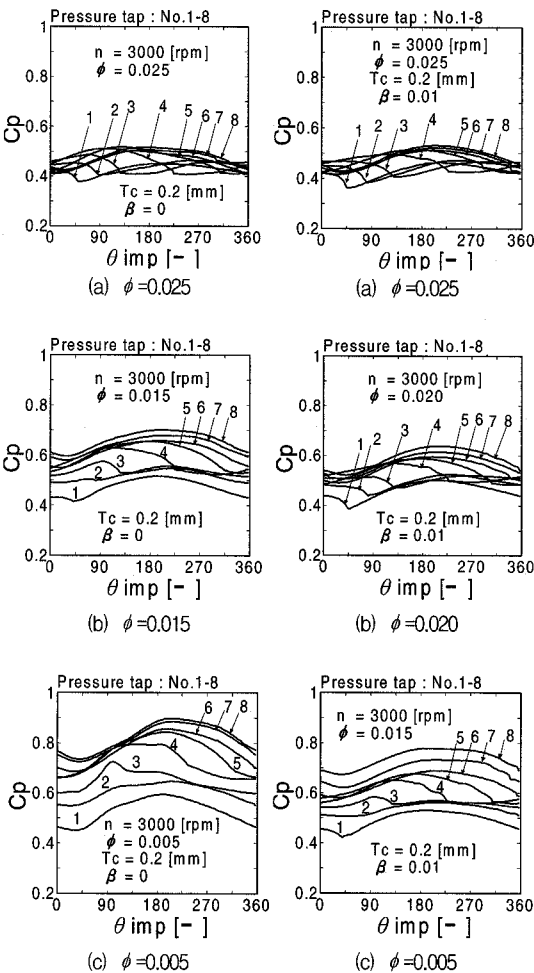 Pressure tap : No.1-8
1
n = 3000 [rpm]
ϕ = 0.025
0.8
Cp
0.6
1 2 3 4 5 6 7 8
0.4
Tc = 0.2 [mm]
β = 0
0.2
0 90 180 270 360
θ imp [-]
(a) ϕ=0.025
Pressure tap : No.1-8
1
n = 3000 [rpm]
ϕ = 0.025
Tc = 0.2 [mm]
β = 0.01
0.8
0.6
1 2 3 4 5 6 7 8
0.4
0.2
0 90 180 270 360
θ imp [-]
(a) ϕ=0.025
Pressure tap : No.1-8
1
n = 3000 [rpm]
ϕ = 0.015
0.8
Cp
5 6 7 8
0.6
1 2 3 4
0.4
Tc = 0.2 [mm]
β = 0
0.2
0 90 180 270 360
θ imp [-]
(b) ϕ=0.015
Pressure tap : No.1-8
1
n = 3000 [rpm]
ϕ = 0.020
0.8
1 2 3 4 5 6 7 8
0.6
0.4
Tc = 0.2 [mm]
β = 0.01
0.2
0 90 180 270 360
θ imp [-]
(b) ϕ=0.020
Pressure tap : No.1-8
1
6 7 8
0.8
Cp
1 2 3 4 5
0.6
n = 3000 [rpm]
ϕ = 0.005
Tc = 0.2 [mm]
β = 0
0.4
0.2
0 90 180 270 360
θ imp [-]
(c) ϕ=0.005
Pressure tap : No.1-8
1
n = 3000 [rpm]
ϕ = 0.015
0.8
5 6 7 8
1 2 3 4
0.6
0.4
Tc = 0.2 [mm]
β = 0.01
0.2
0 90 180 270 360
θ imp [-]
(c) ϕ=0.005